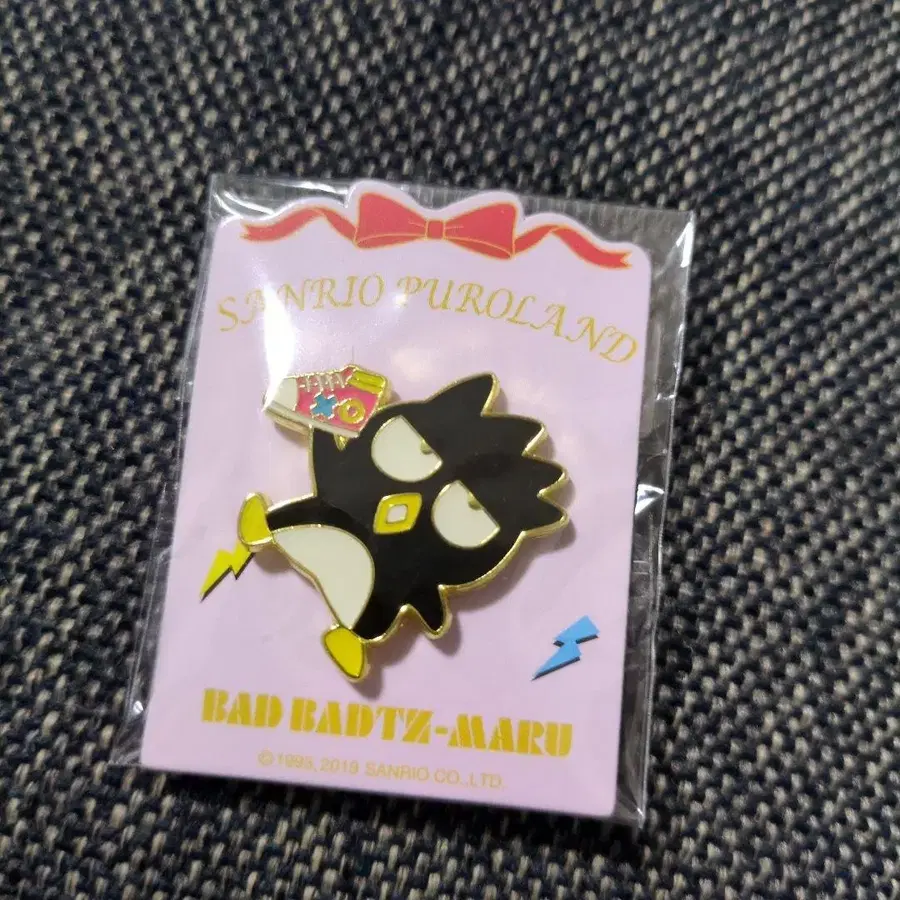 SANRIO PUROLAND
BAD BADTZ-MARU
© 1993, 2019 SANRIO CO.,LTD.